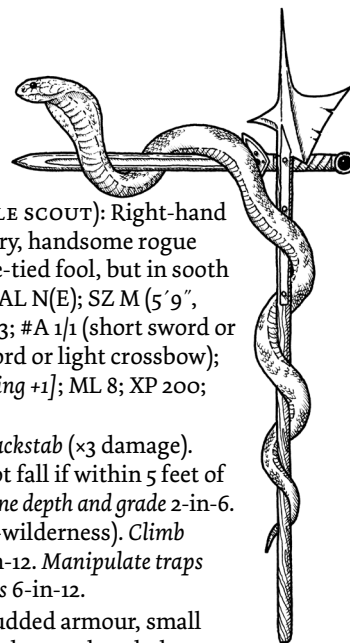 LE SCOUT): Right-hand
ry, handsome rogue
e-tied fool, but in sooth
AL N(E); SZ M (5´9˝,
3; #A 1/1 (short sword or
ord or light crossbow);
ing +1]; ML 8; XP 200;
ackstab (×3 damage).
ot fall if within 5 feet of
ne depth and grade 2-in-6.
-wilderness). Climb
n-12. Manipulate traps
s 6-in-12.
udded armour, small